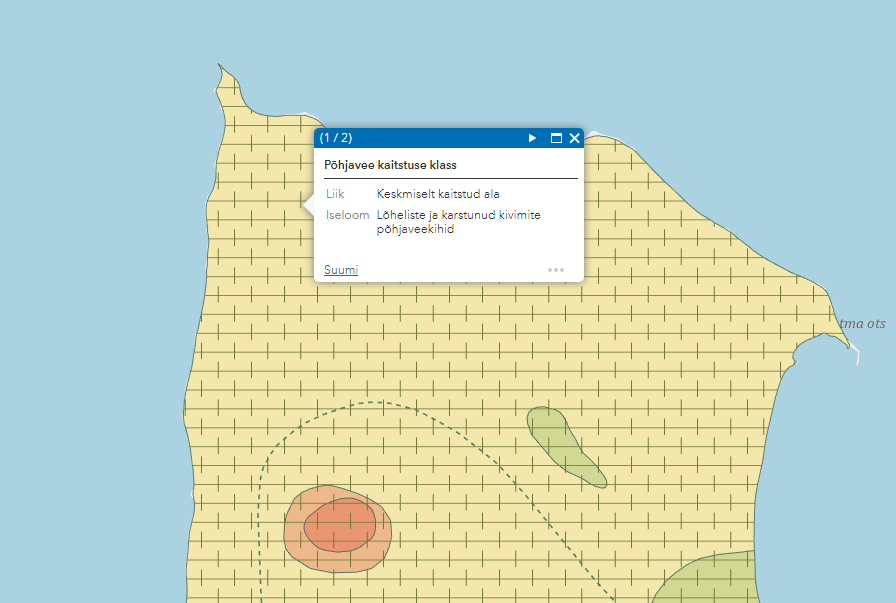 (1 / 2)
Põhjavee kaitstuse klass
Liik Keskmiselt kaitstud ala
Iseloom Lõheliste ja karstunud kivimite
põhjaveekihid
Suumi
tma ots